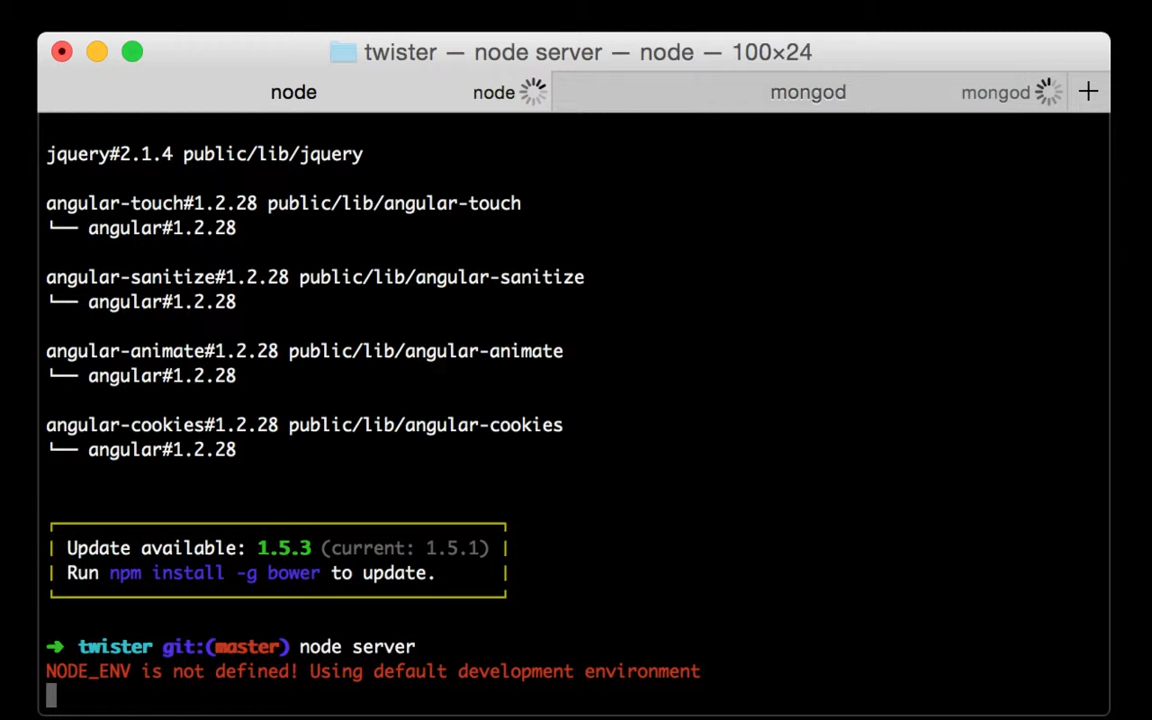 twister — node server — node — 100×24
node node mongod mongod +
jquery#2.1.4 public/lib/jquery
angular-touch#1.2.28 public/lib/angular-touch
└── angular#1.2.28
angular-sanitize#1.2.28 public/lib/angular-sanitize
└── angular#1.2.28
angular-animate#1.2.28 public/lib/angular-animate
└── angular#1.2.28
angular-cookies#1.2.28 public/lib/angular-cookies
└── angular#1.2.28
Update available: 1.5.3 (current: 1.5.1)
Run npm install -g bower to update.
➜ twister git:(master) node server
NODE_ENV is not defined! Using default development environment